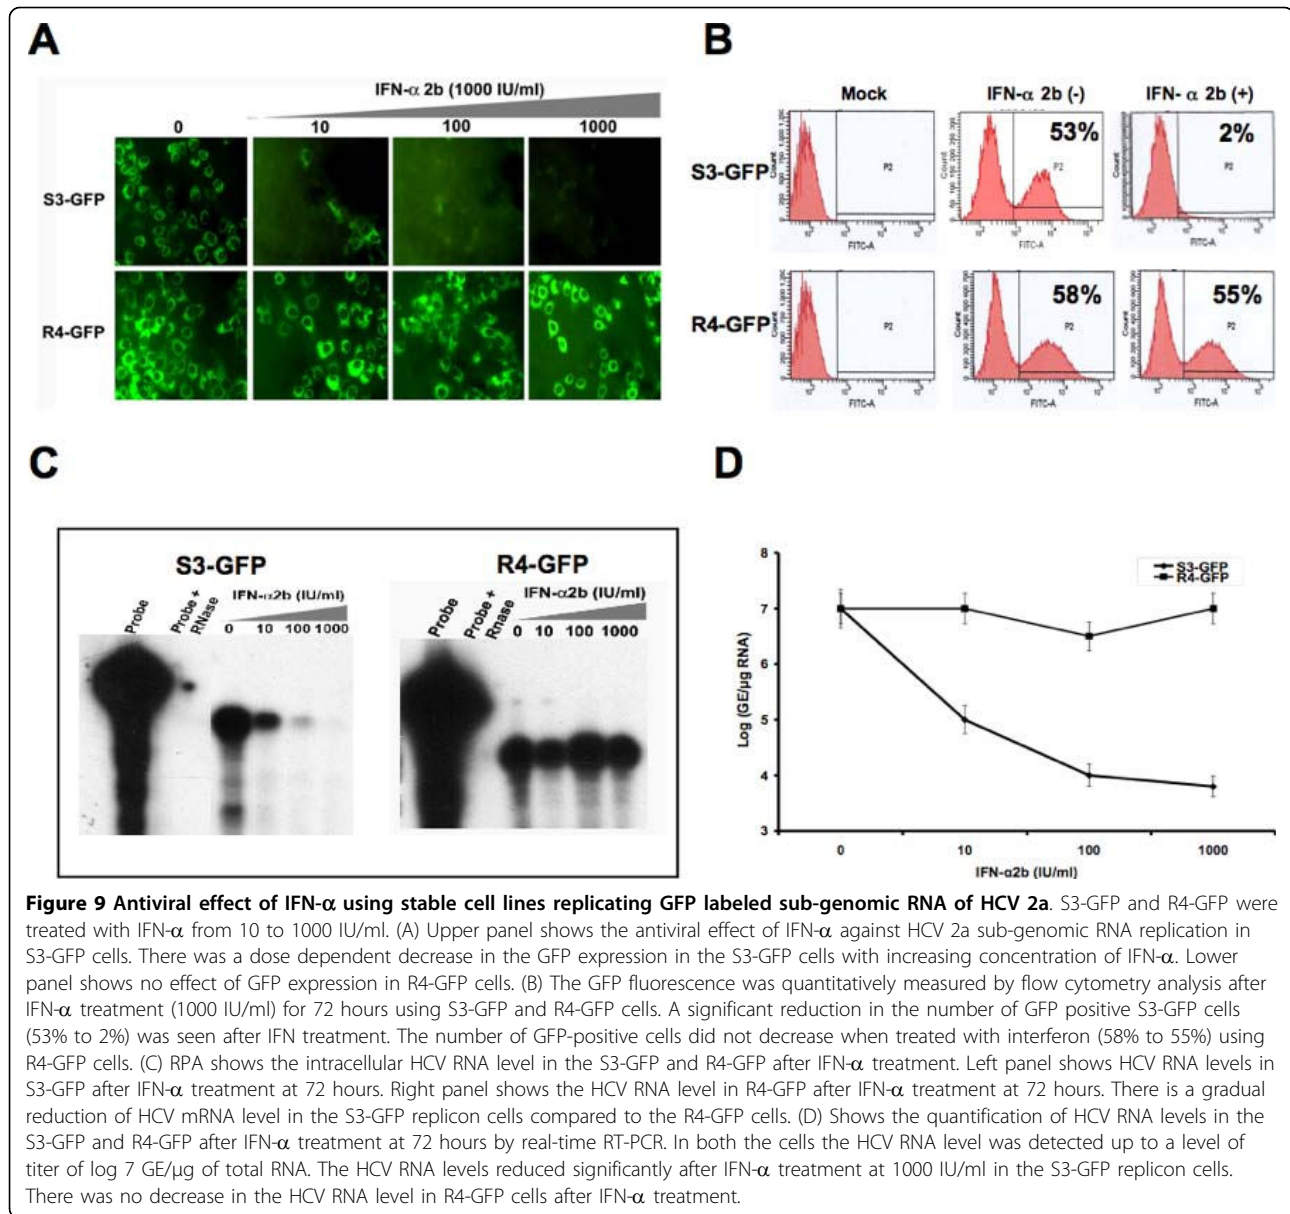 A
IFN-α 2b (1000 IU/ml)
0 10 100 1000
S3-GFP
R4-GFP
B
Mock IFN-α 2b (-) IFN- α 2b (+)
S3-GFP
53%
2%
P2 P2 P2
Count Count Count
FITC-A FITC-A FITC-A
R4-GFP
58%
55%
P2 P2 P2
Count Count Count
FITC-A FITC-A FITC-A
C
S3-GFP
Probe
Probe +
RNase
IFN-α2b (IU/ml)
0 10 100 1000
R4-GFP
Probe
Probe +
Rnase
IFN-α2b (IU/ml)
0 10 100 1000
D
8
7
6
5
4
3
Log (GE/µg RNA)
S3-GFP
R4-GFP
0 10 100 1000
IFN-α2b (IU/ml)
Figure 9 Antiviral effect of IFN-α using stable cell lines replicating GFP labeled sub-genomic RNA of HCV 2a. S3-GFP and R4-GFP were
treated with IFN-α from 10 to 1000 IU/ml. (A) Upper panel shows the antiviral effect of IFN-α against HCV 2a sub-genomic RNA replication in
S3-GFP cells. There was a dose dependent decrease in the GFP expression in the S3-GFP cells with increasing concentration of IFN-α. Lower
panel shows no effect of GFP expression in R4-GFP cells. (B) The GFP fluorescence was quantitatively measured by flow cytometry analysis after
IFN-α treatment (1000 IU/ml) for 72 hours using S3-GFP and R4-GFP cells. A significant reduction in the number of GFP positive S3-GFP cells
(53% to 2%) was seen after IFN treatment. The number of GFP-positive cells did not decrease when treated with interferon (58% to 55%) using
R4-GFP cells. (C) RPA shows the intracellular HCV RNA level in the S3-GFP and R4-GFP after IFN-α treatment. Left panel shows HCV RNA levels in
S3-GFP after IFN-α treatment at 72 hours. Right panel shows the HCV RNA level in R4-GFP after IFN-α treatment at 72 hours. There is a gradual
reduction of HCV mRNA level in the S3-GFP replicon cells compared to the R4-GFP cells. (D) Shows the quantification of HCV RNA levels in the
S3-GFP and R4-GFP after IFN-α treatment at 72 hours by real-time RT-PCR. In both the cells the HCV RNA level was detected up to a level of
titer of log 7 GE/µg of total RNA. The HCV RNA levels reduced significantly after IFN-α treatment at 1000 IU/ml in the S3-GFP replicon cells.
There was no decrease in the HCV RNA level in R4-GFP cells after IFN-α treatment.